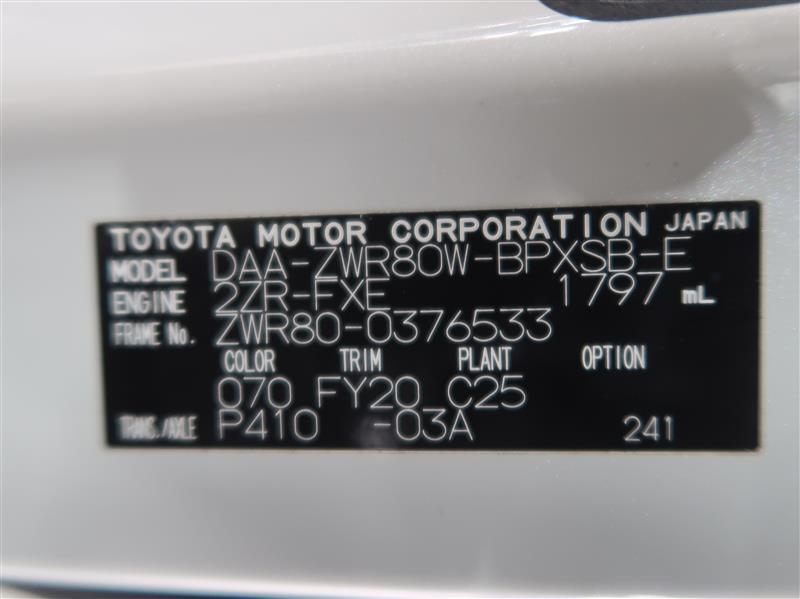 TOYOTA MOTOR CORPORATION JAPAN
MODEL DAA-ZWR80W-BPXSB-E
ENGINE 2ZR-FXE 1797 mL
FRAME No. ZWR80-0376533
COLOR TRIM PLANT OPTION
070 FY20 C25
TRANS./AXLE P410 -03A 241